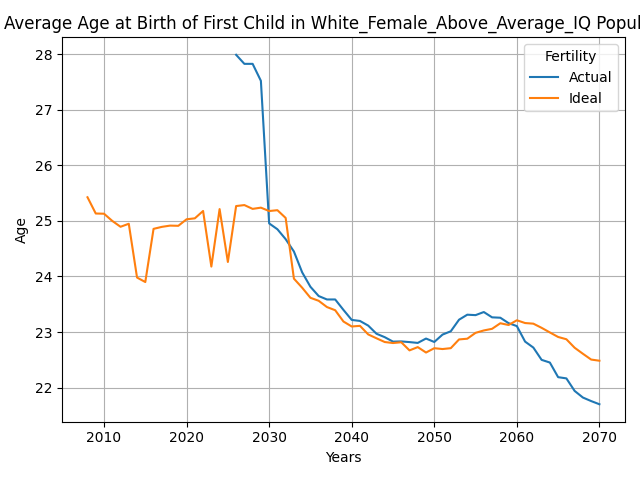 Average Age at Birth of First Child in White_Female_Above_Average_IQ Popul
Fertility
Actual
Ideal
28
27
26
25
24
23
22
Age
2010 2020 2030 2040 2050 2060 2070
Years